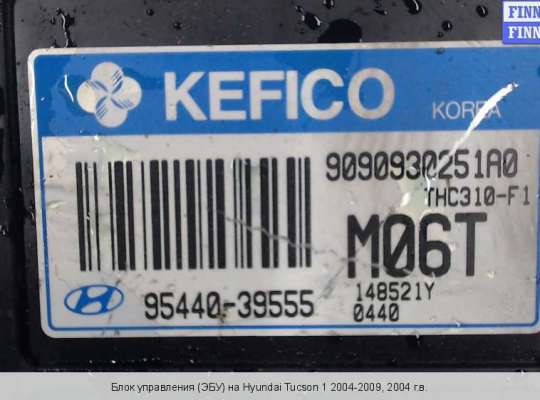 FINN
FINN
KEFICO
KOREA
9090930251A0
THC310-F1
M06T
95440-39555
148521Y
0440
Блок управления (ЭБУ) на Hyundai Tucson 1 2004-2009, 2004 г.в.